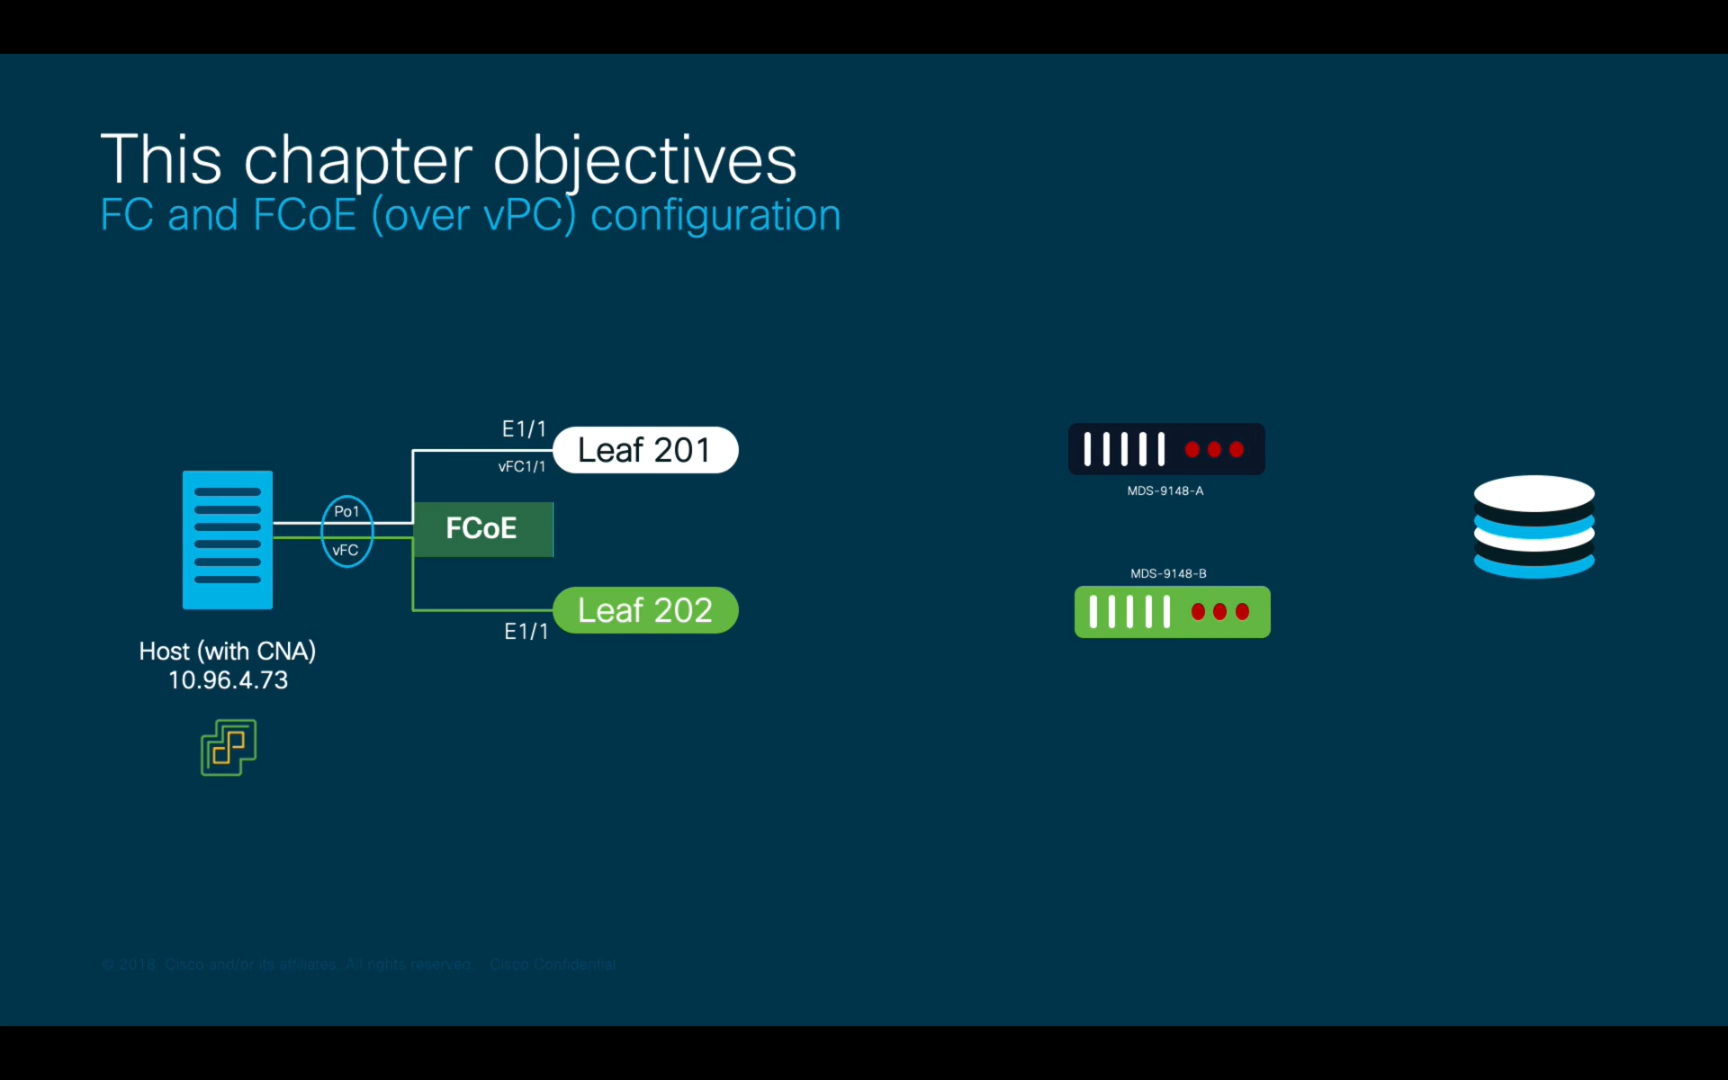 This chapter objectives
FC and FCoE (over vPC) configuration
E1/1
Leaf 201
vFC1/1
Po1
vFC
FCoE
Leaf 202
E1/1
Host (with CNA)
10.96.4.73
MDS-9148-A
MDS-9148-B
© 2018 Cisco and/or its affiliates. All rights reserved. Cisco Confidential